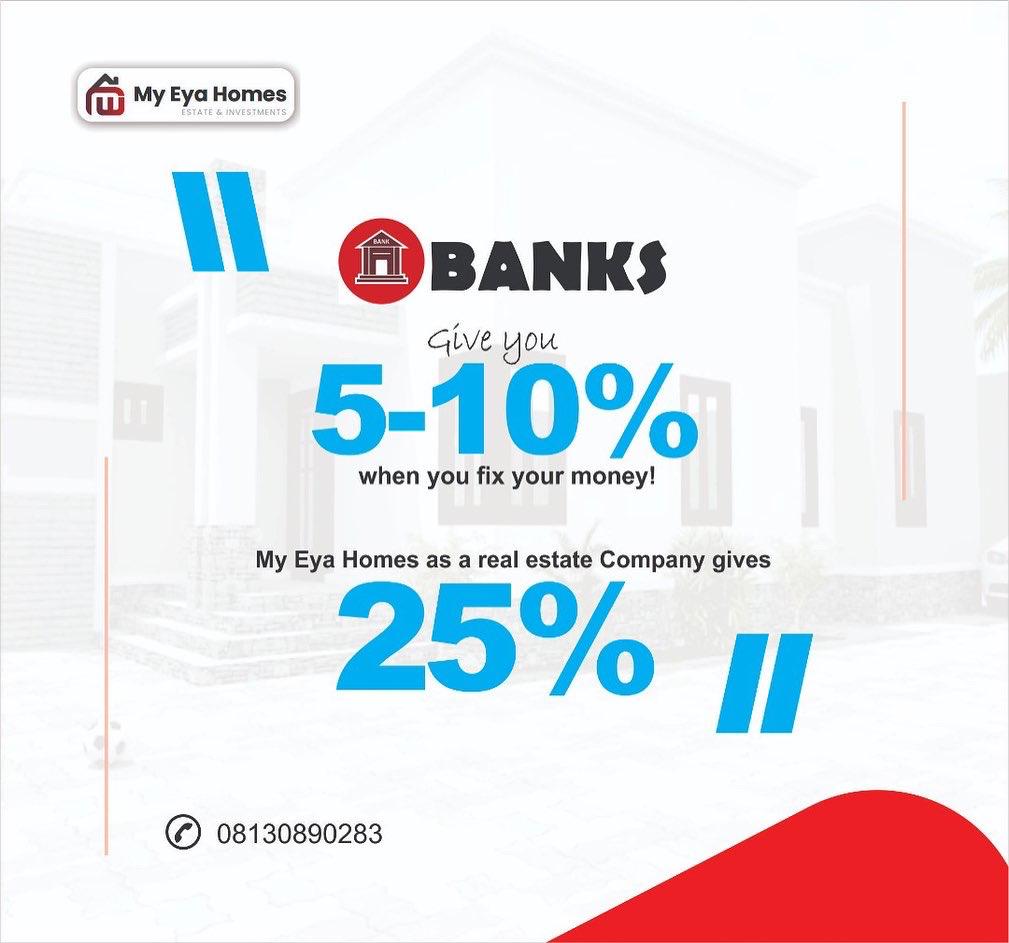 My Eya Homes
ESTATE & INVESTMENTS
BANK
BANKS
Give you
5-10%
when you fix your money!
My Eya Homes as a real estate Company gives
25%
08130890283